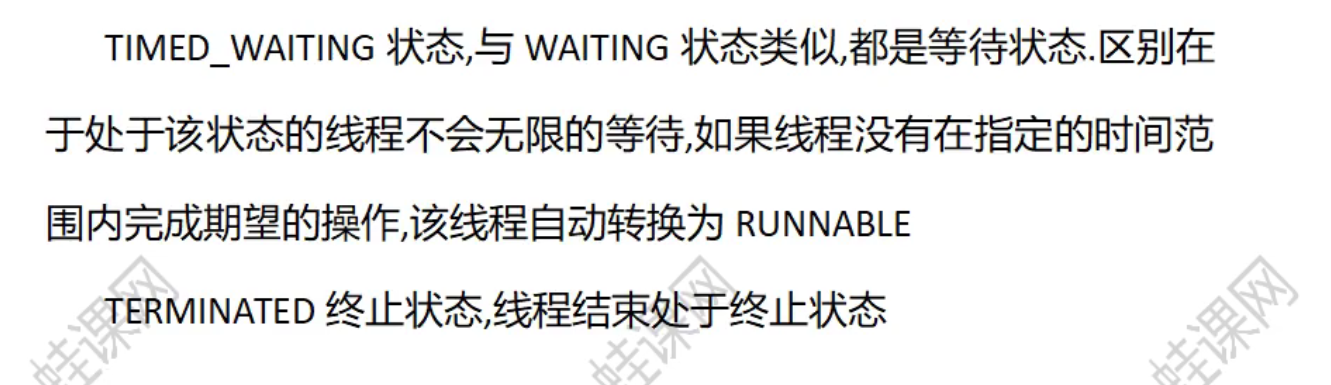 TIMED_WAITING 状态,与 WAITING 状态类似,都是等待状态.区别在
于处于该状态的线程不会无限的等待,如果线程没有在指定的时间范
围内完成期望的操作,该线程自动转换为 RUNNABLE
TERMINATED 终止状态,线程结束处于终止状态
蛙课网
蛙课网
蛙课网